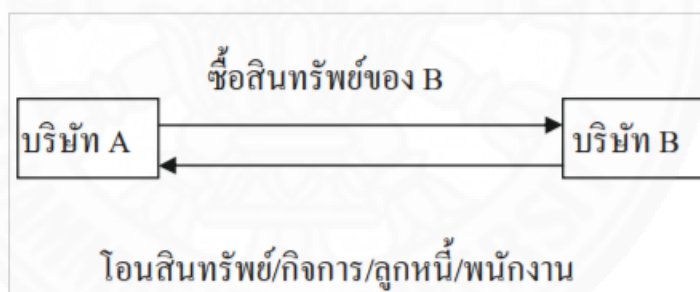 ซื้อสินทรัพย์ของ B
บริษัท A
บริษัท B
โอนสินทรัพย์/กิจการ/ลูกหนี้/พนักงาน